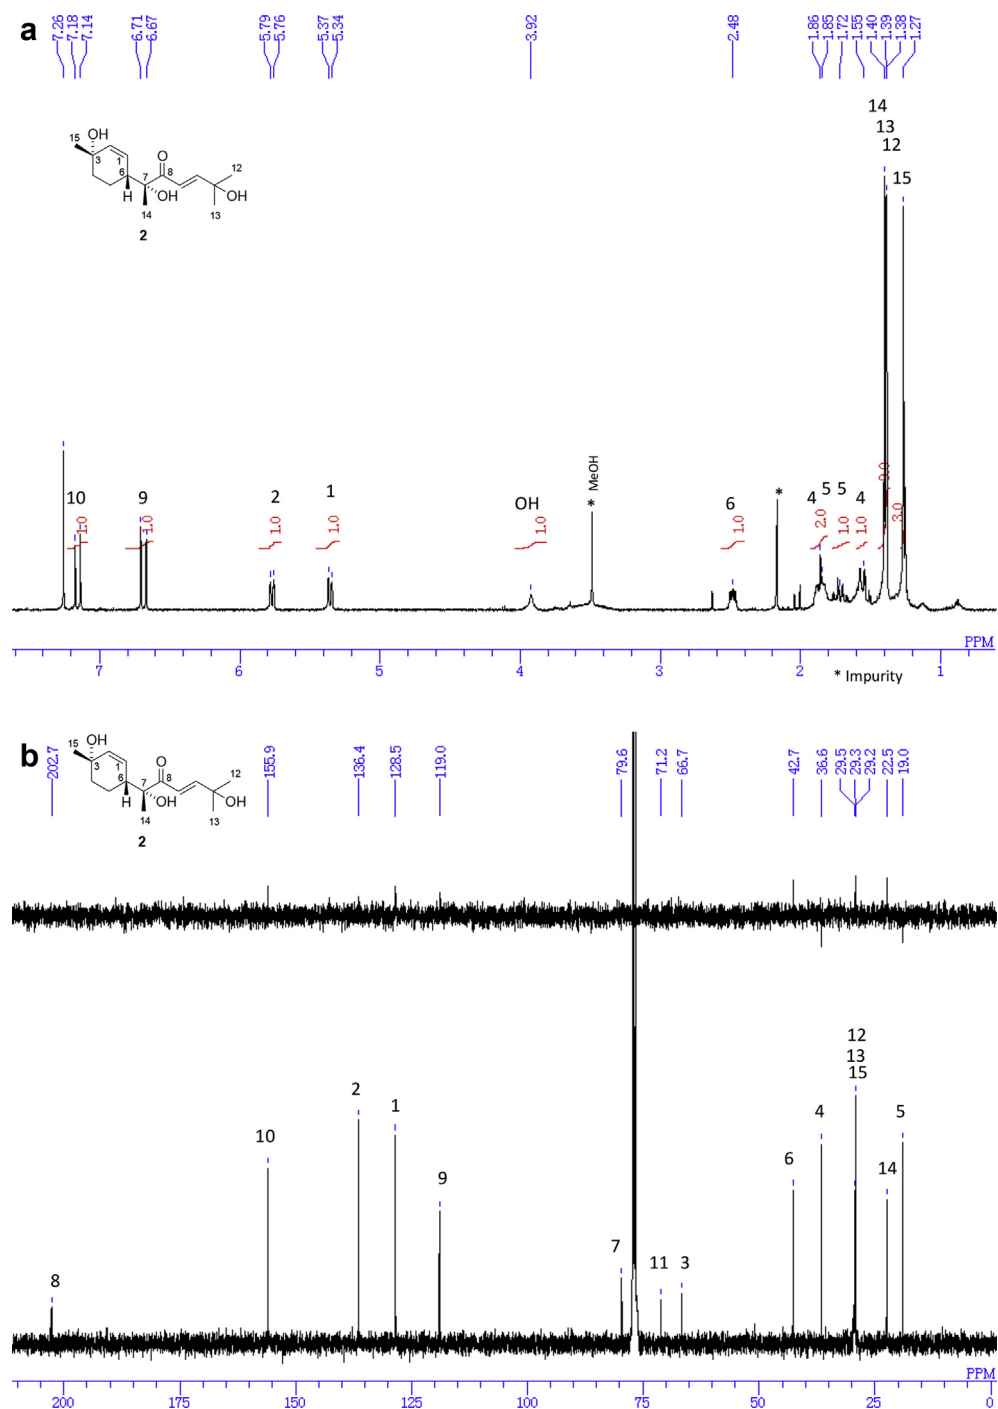 a
7.26
7.18
7.14
6.71
6.67
5.79
5.76
5.37
5.34
3.92
2.48
1.86
1.85
1.72
1.55
1.40
1.39
1.38
1.27
15 OH
3 1
6 7 O 8 12
H OH OH
14 13
2
14
13
12
15
10 9 2 1 OH * MeOH 6 * 4 5 5 4
1.0 1.0 1.0 1.0 1.0 1.0 2.0 1.0 1.0 9.0 3.0
PPM
7 6 5 4 3 2 1
* Impurity
b
202.7
155.9
136.4
128.5
119.0
79.6
71.2
66.7
42.7
36.6
29.5
29.3
29.2
22.5
19.0
15 OH
3 1
6 7 O 8 12
H OH OH
14 13
2
12
13
15
8 10 2 1 9 7 11 3 6 4 14 5
PPM
200 175 150 125 100 75 50 25 0